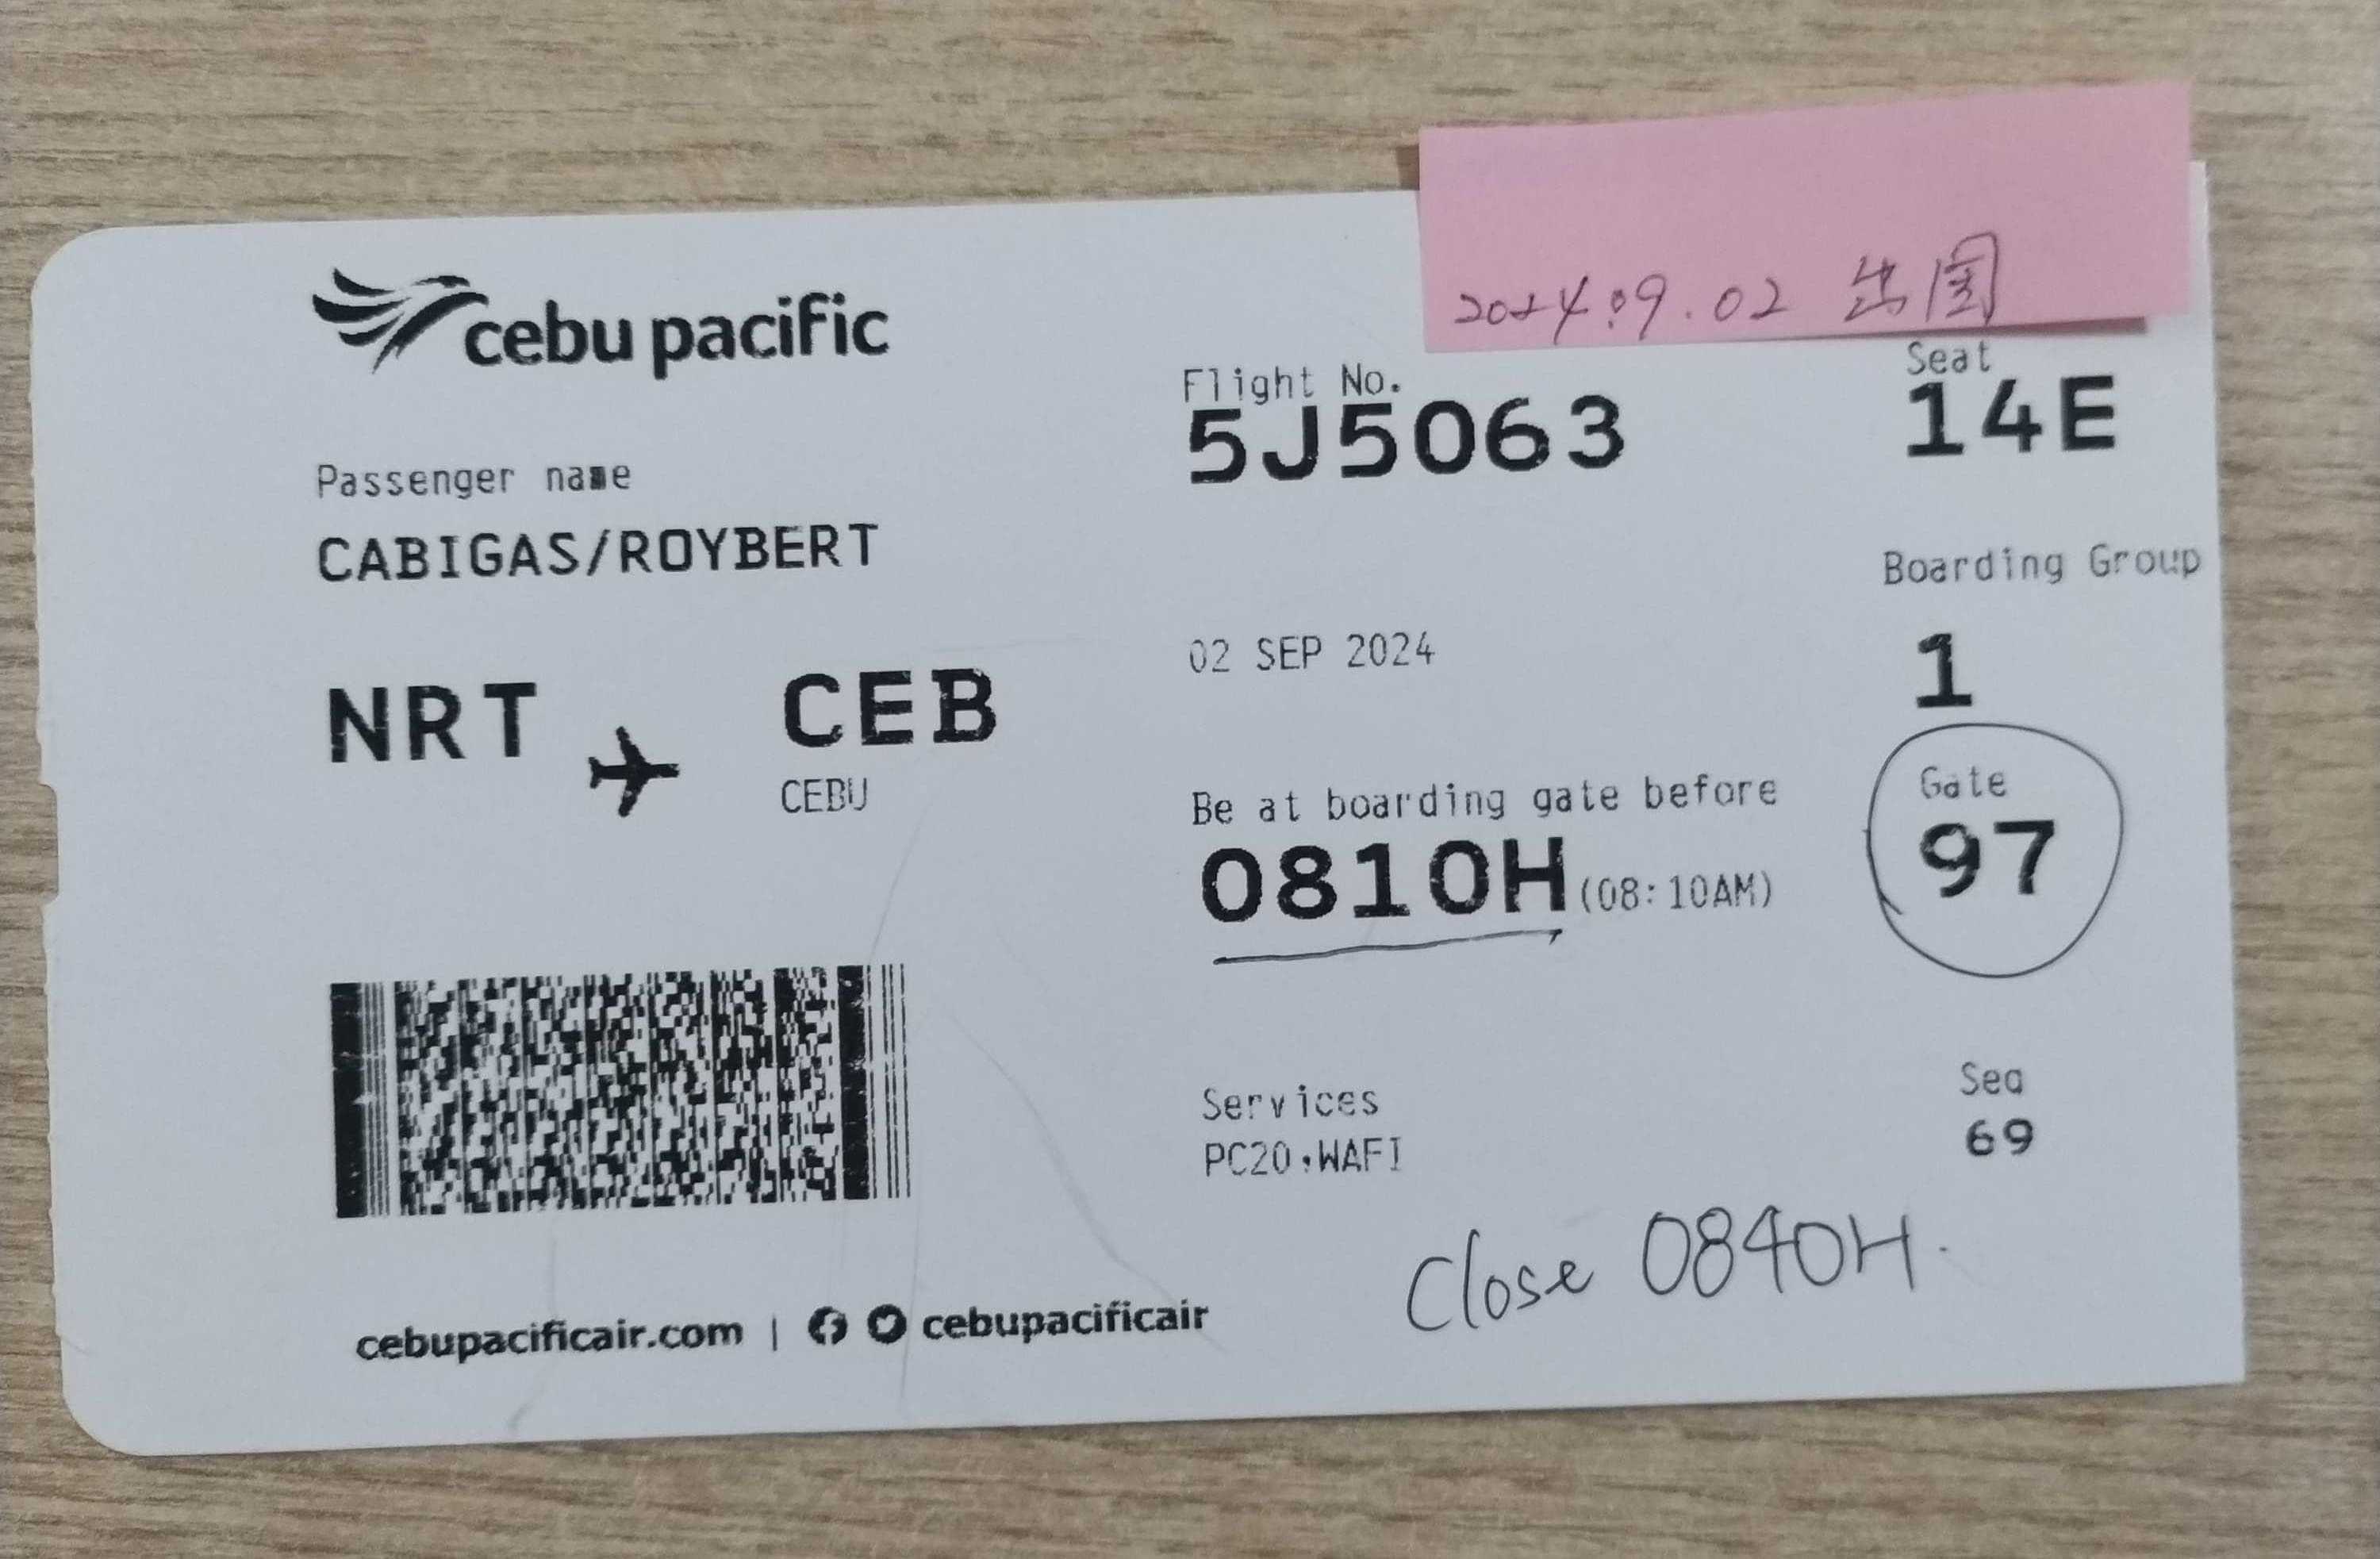 2024.9.02 出国
cebu pacific
Flight No.
5J5063
Seat
14E
Passenger name
CABIGAS/ROYBERT
Boarding Group
1
NRT CEB
CEBU
02 SEP 2024
Be at boarding gate before
0810H (08:10AM)
Gate
97
Services
PC20,WAFI
Seq
69
Close 0840H.
cebupacificair.com | cebupacificair